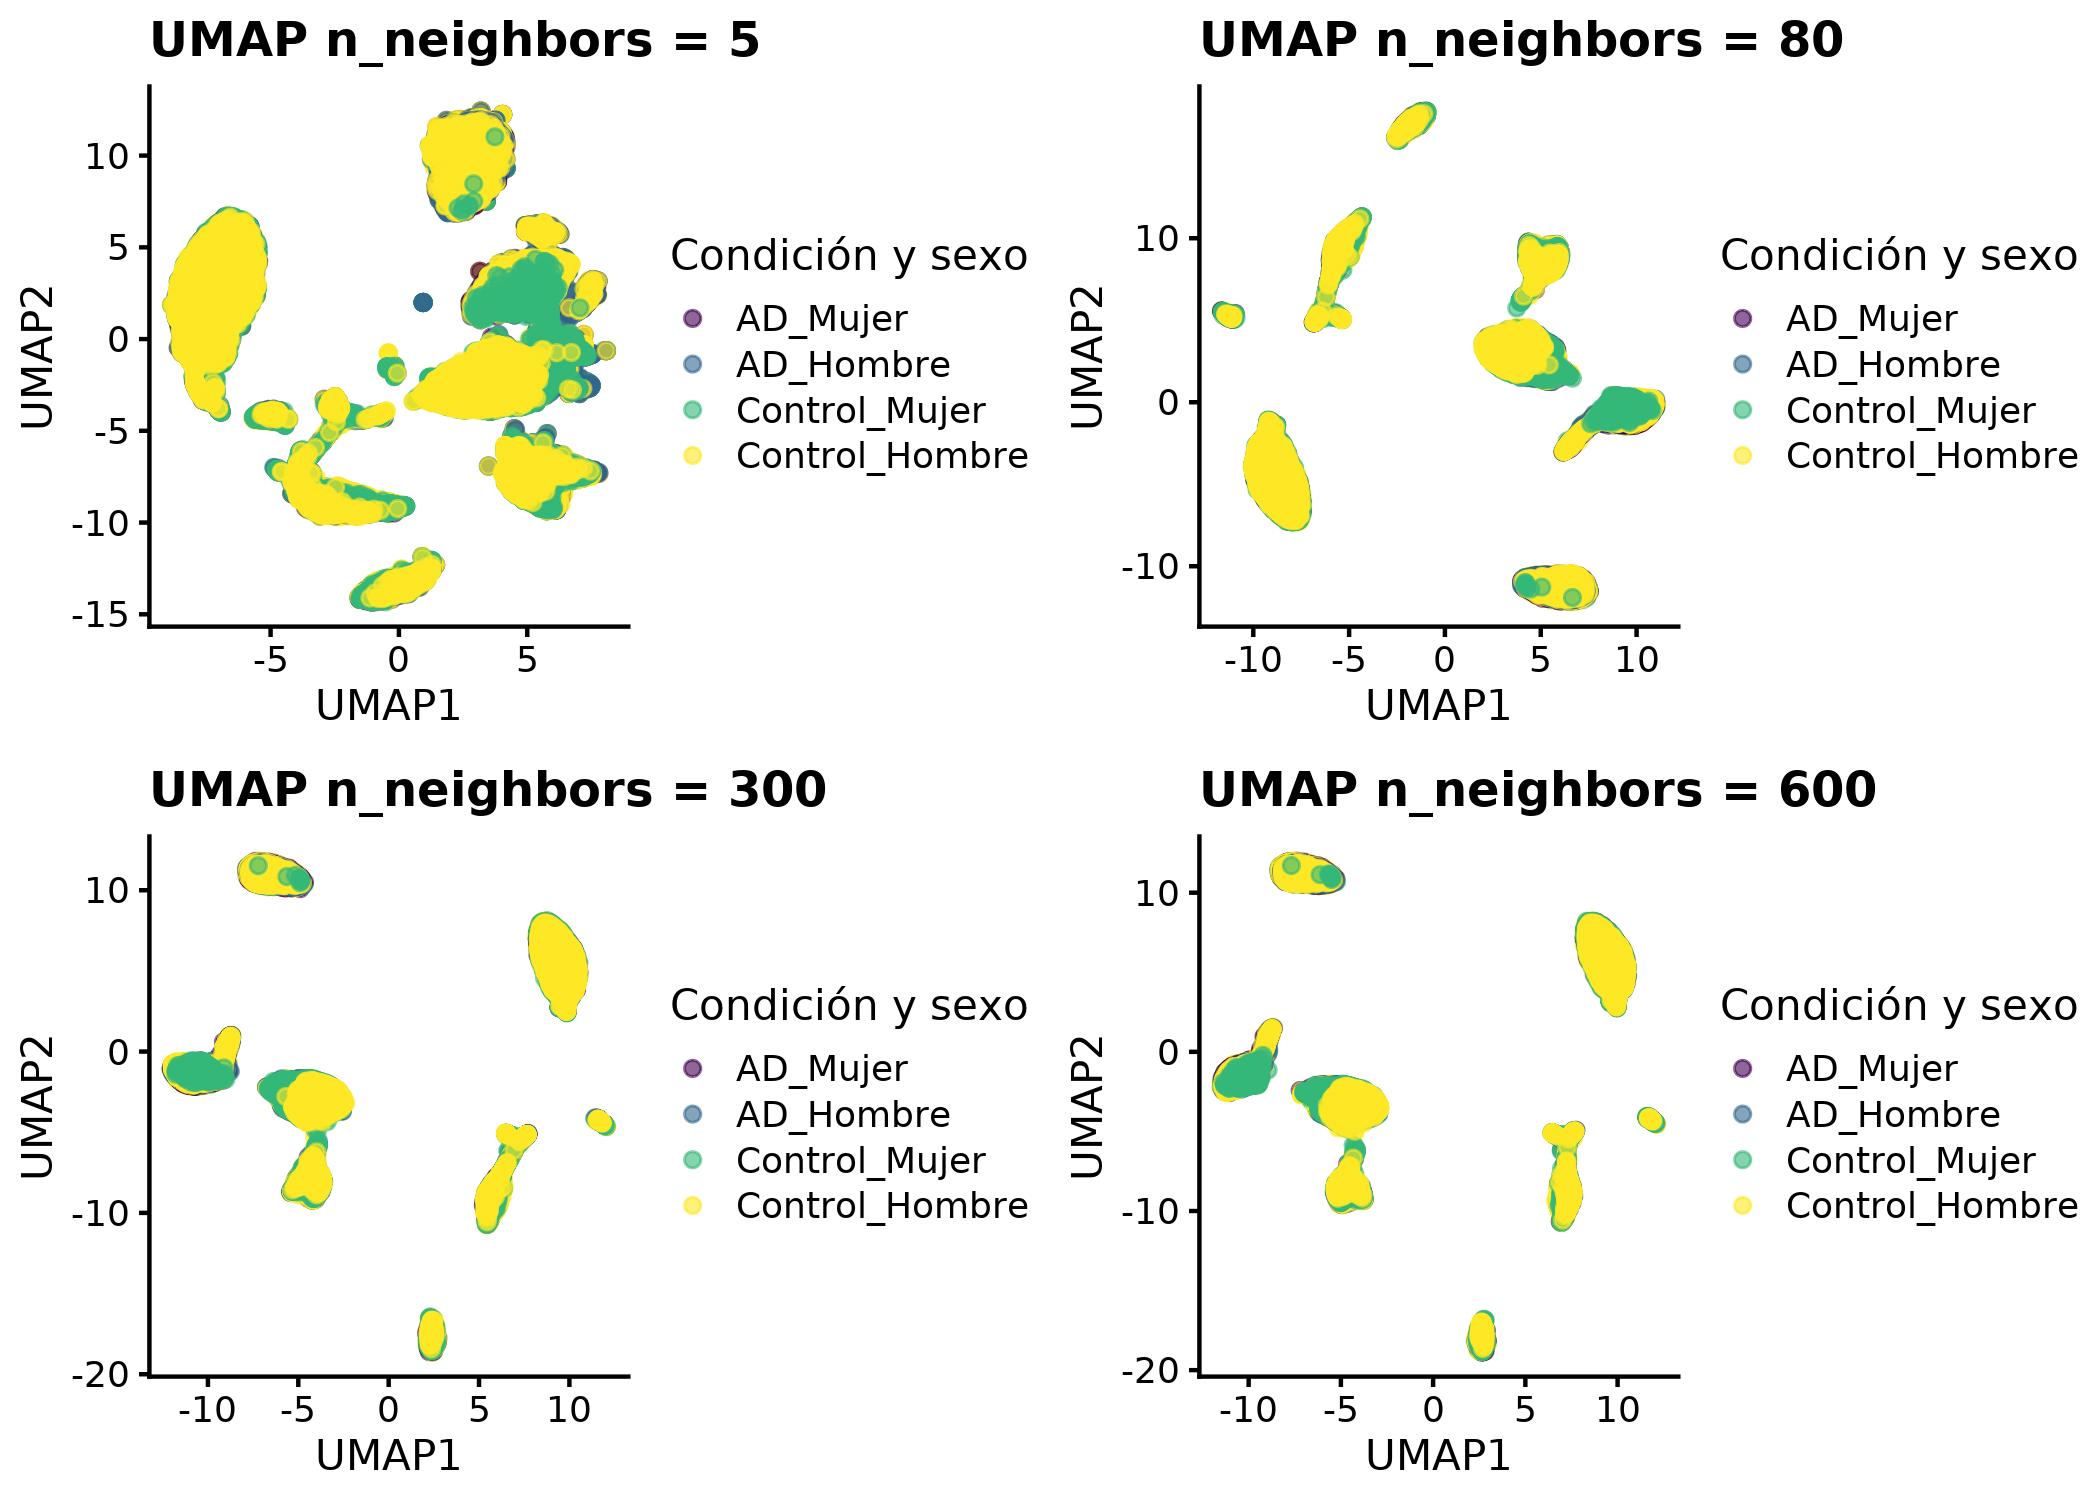 UMAP n_neighbors = 5
10
5
0
-5
-10
-15
UMAP2
-5 0 5
UMAP1
Condición y sexo
AD_Mujer
AD_Hombre
Control_Mujer
Control_Hombre
UMAP n_neighbors = 80
10
0
-10
UMAP2
-10 -5 0 5 10
UMAP1
Condición y sexo
AD_Mujer
AD_Hombre
Control_Mujer
Control_Hombre
UMAP n_neighbors = 300
10
0
-10
-20
UMAP2
-10 -5 0 5 10
UMAP1
Condición y sexo
AD_Mujer
AD_Hombre
Control_Mujer
Control_Hombre
UMAP n_neighbors = 600
10
0
-10
-20
UMAP2
-10 -5 0 5 10
UMAP1
Condición y sexo
AD_Mujer
AD_Hombre
Control_Mujer
Control_Hombre